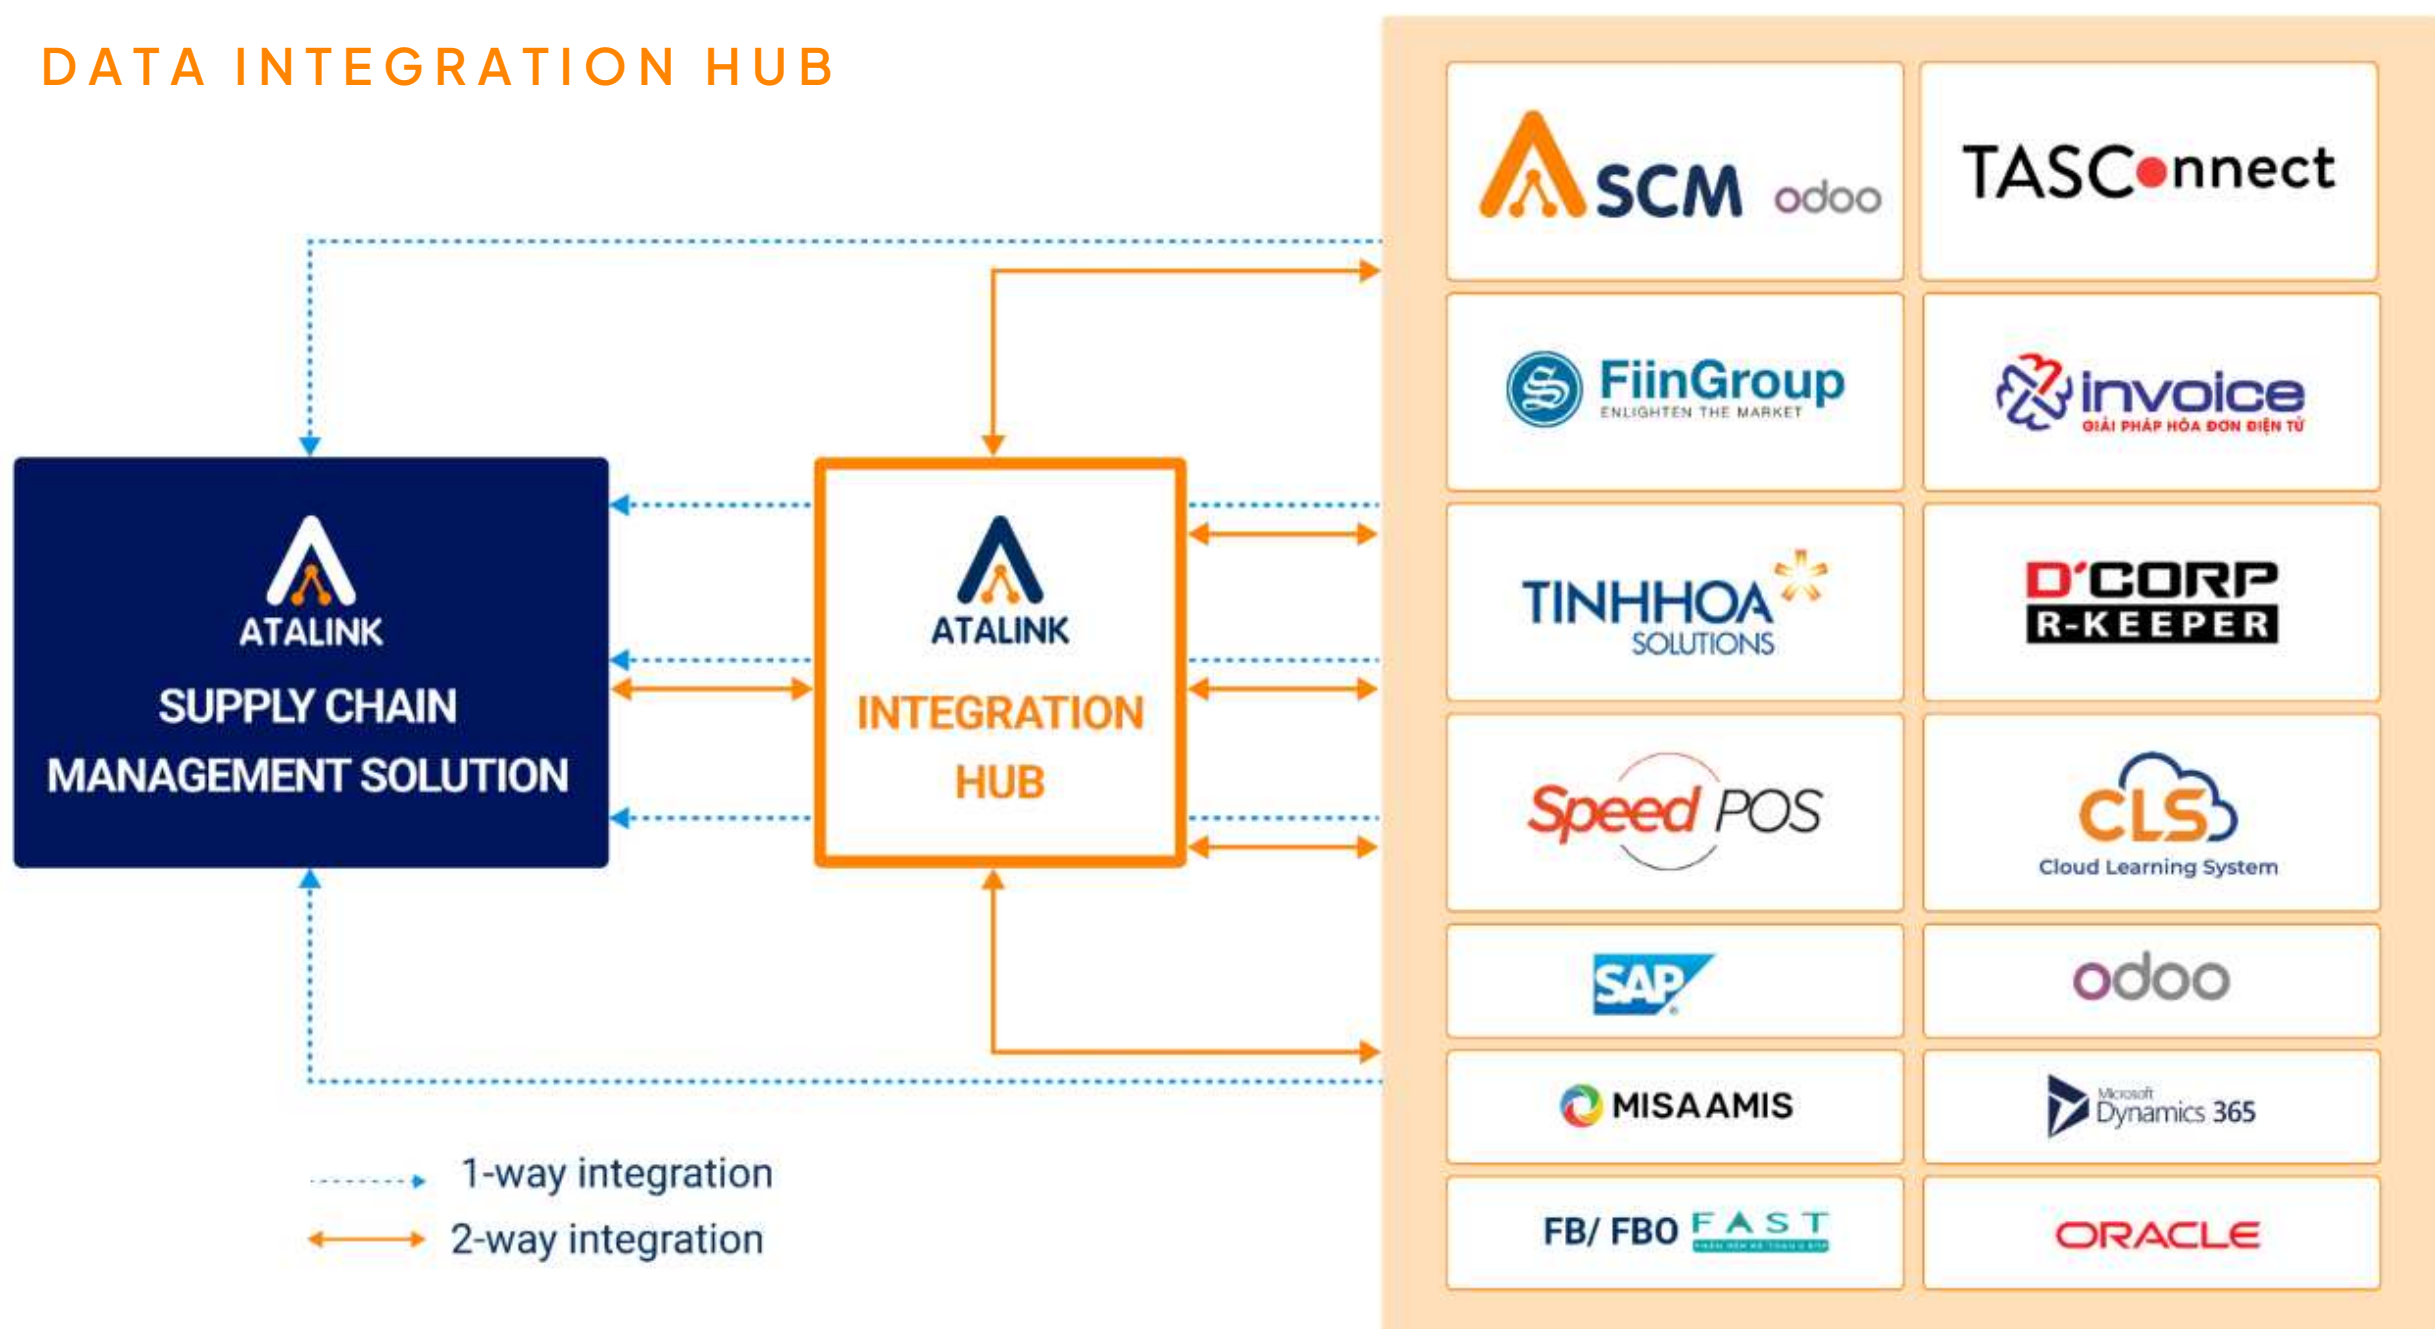 DATA INTEGRATION HUB
ATALINK
SUPPLY CHAIN
MANAGEMENT SOLUTION
ATALINK
INTEGRATION
HUB
1-way integration
2-way integration
SCM odoo
TASConnect
FiinGroup
ENLIGHTEN THE MARKET
invoice
GIẢI PHÁP HÓA ĐƠN ĐIỆN TỬ
TINHHOA
SOLUTIONS
D'CORP
R-KEEPER
Speed POS
CLS
Cloud Learning System
SAP
odoo
MISA AMIS
Microsoft
Dynamics 365
FB/ FBO FAST
ORACLE